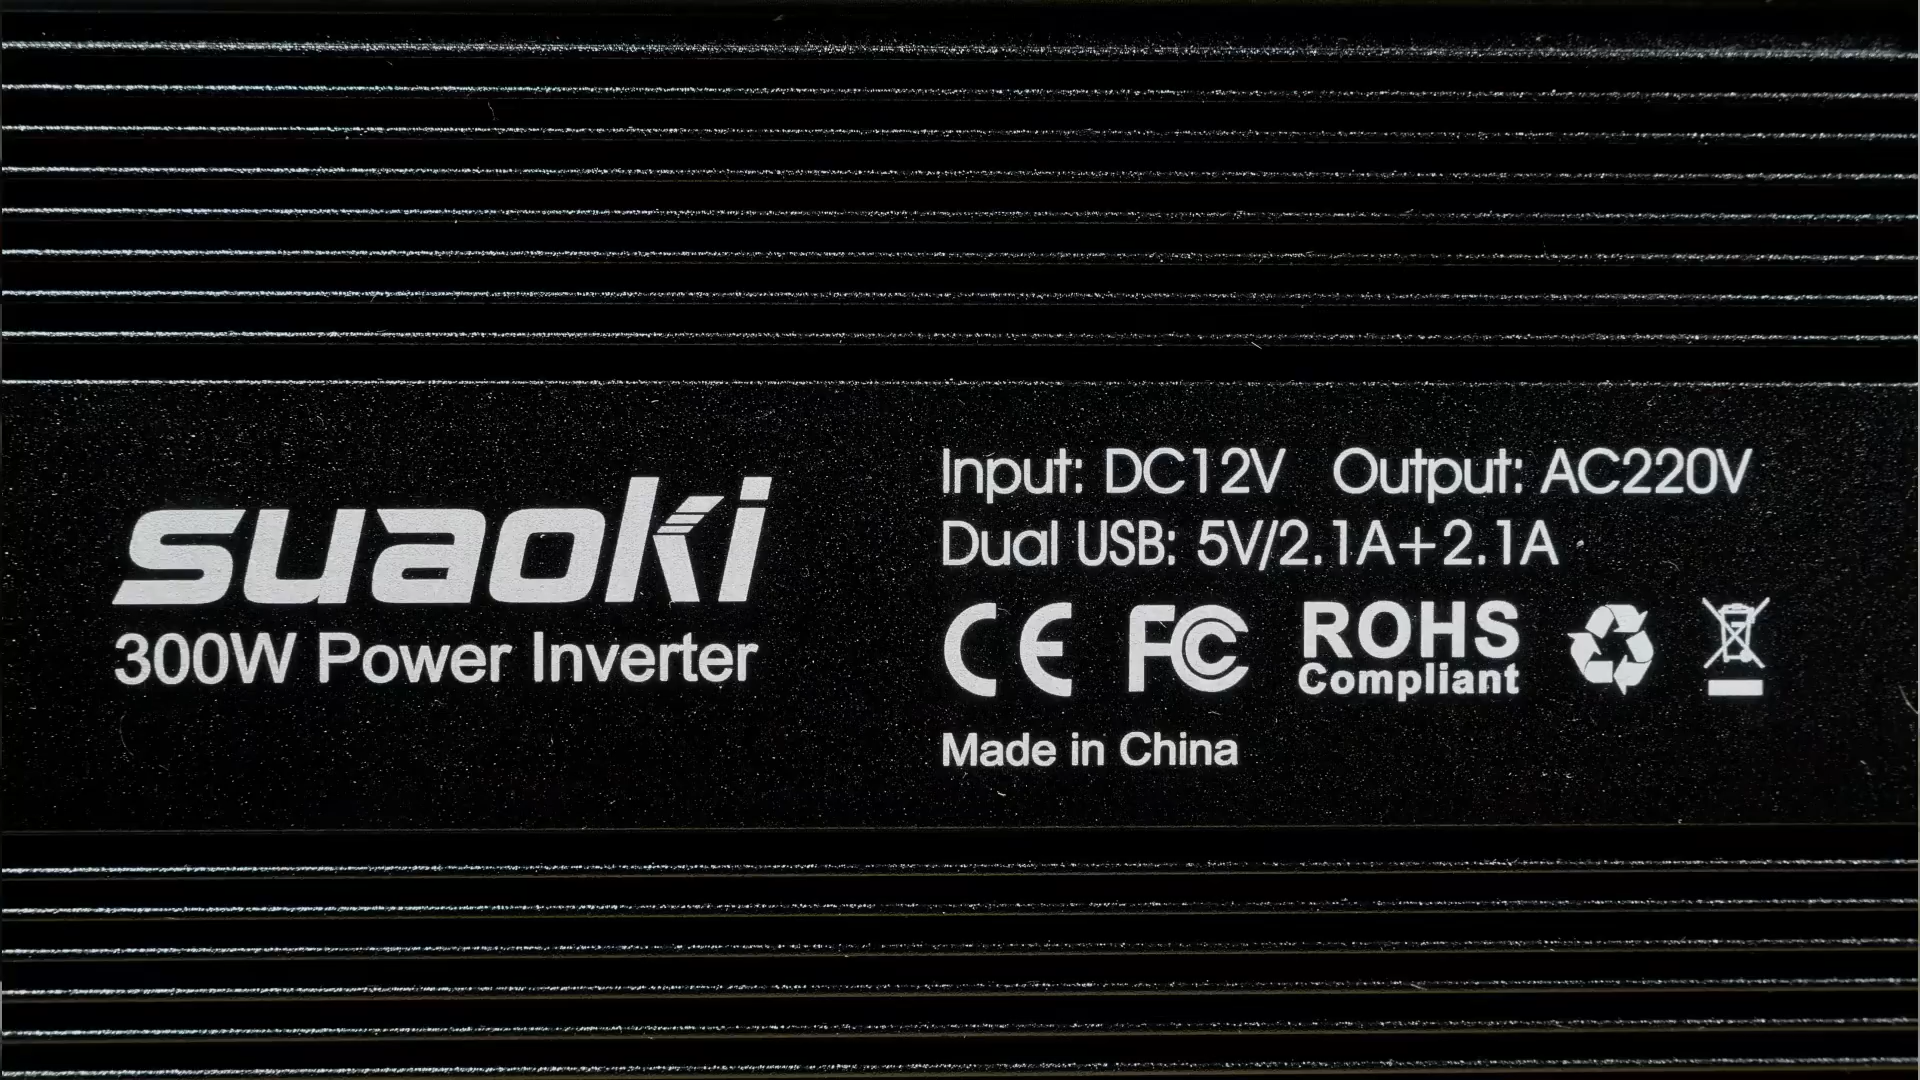 suaoki
300W Power Inverter
Input: DC12V Output: AC220V
Dual USB: 5V/2.1A+2.1A
CE FC ROHS
Compliant
Made in China